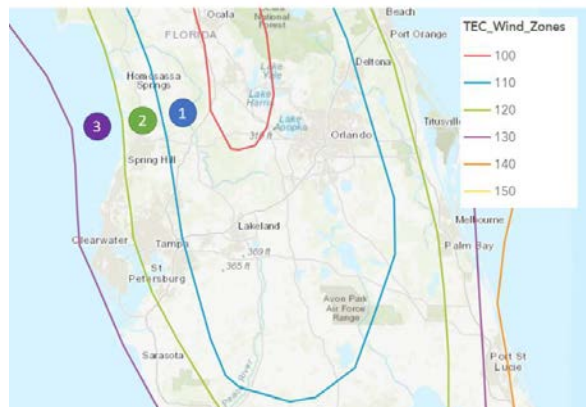 Ocala
National
Forest
Beach
Port Orange
FLORIDA
Homosassa
Springs
Lake
Yale
Deltona
Lake
Harris
3
2
1
Lake
Apopka
Orlando
Titusville
Spring Hill
Lakeland
Clearwater
Tampa
369 ft
365 ft
St.
Petersburg
Melbourne
Palm Bay
Avon Park
Air Force
Range
Sarasota
Port St
Lucie
TEC_Wind_Zones
100
110
120
130
140
150